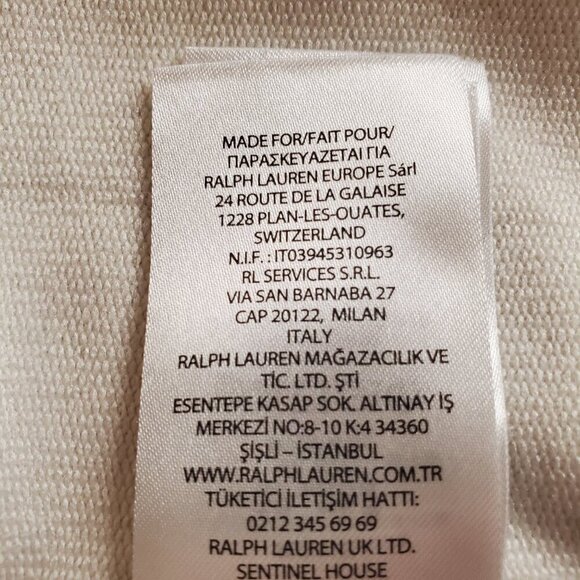 MADE FOR/FAIT POUR/
ΠΑΡΑΣΚΕΥΑΖΕΤΑΙ ΓΙΑ
RALPH LAUREN EUROPE Sárl
24 ROUTE DE LA GALAISE
1228 PLAN-LES-OUATES,
SWITZERLAND
N.I.F. : IT03945310963
RL SERVICES S.R.L.
VIA SAN BARNABA 27
CAP 20122, MILAN
ITALY
RALPH LAUREN MAĞAZACILIK VE
TİC. LTD. ŞTİ
ESENTEPE KASAP SOK. ALTINAY İŞ
MERKEZİ NO:8-10 K:4 34360
ŞİŞLİ – İSTANBUL
WWW.RALPHLAUREN.COM.TR
TÜKETİCİ İLETİŞİM HATTI:
0212 345 69 69
RALPH LAUREN UK LTD.
SENTINEL HOUSE